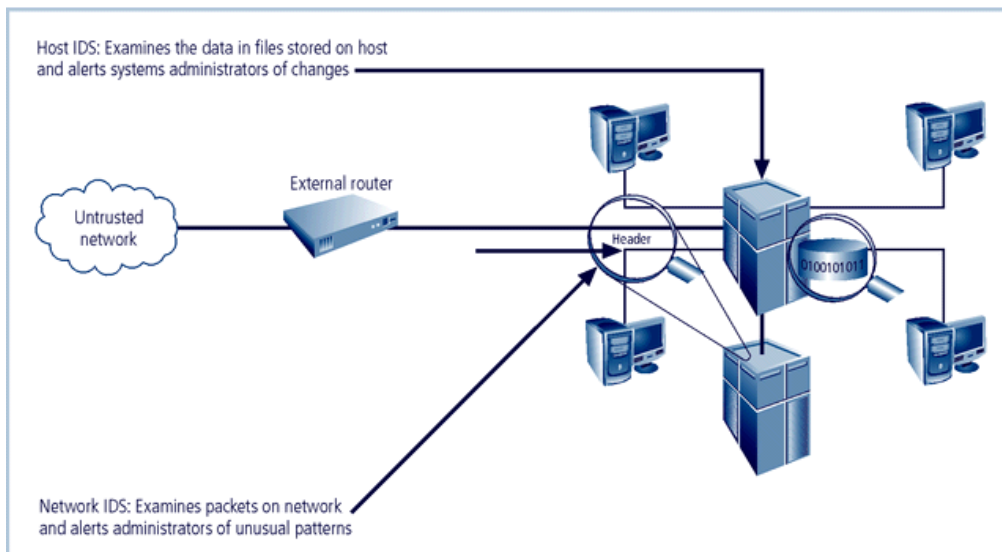 Host IDS: Examines the data in files stored on host
and alerts systems administrators of changes
External router
Untrusted
network
Header
0100101011
Network IDS: Examines packets on network
and alerts administrators of unusual patterns